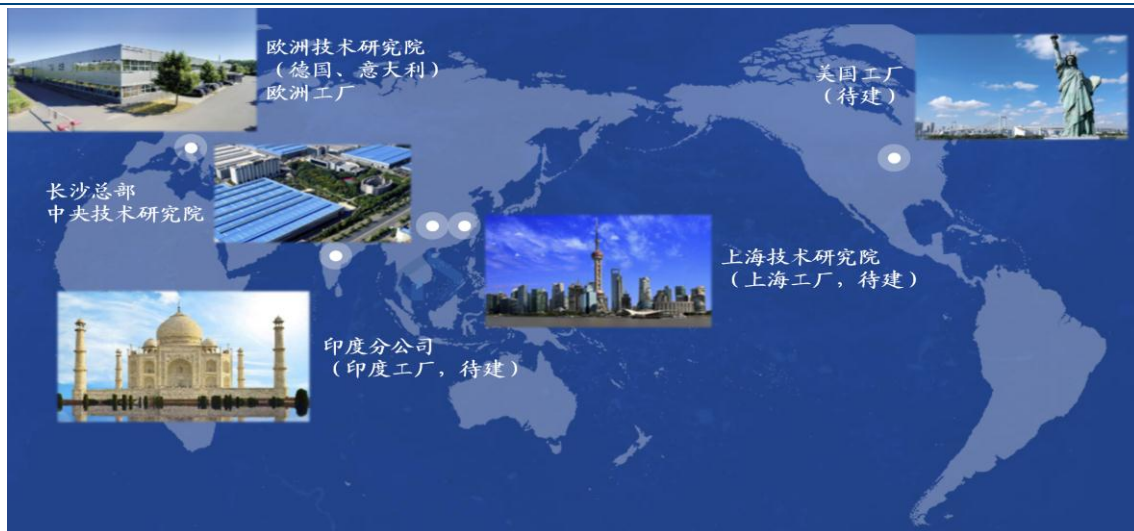 欧洲技术研究院
（德国、意大利）
欧洲工厂
美国工厂
（待建）
长沙总部
中央技术研究院
上海技术研究院
（上海工厂，待建）
印度分公司
（印度工厂，待建）